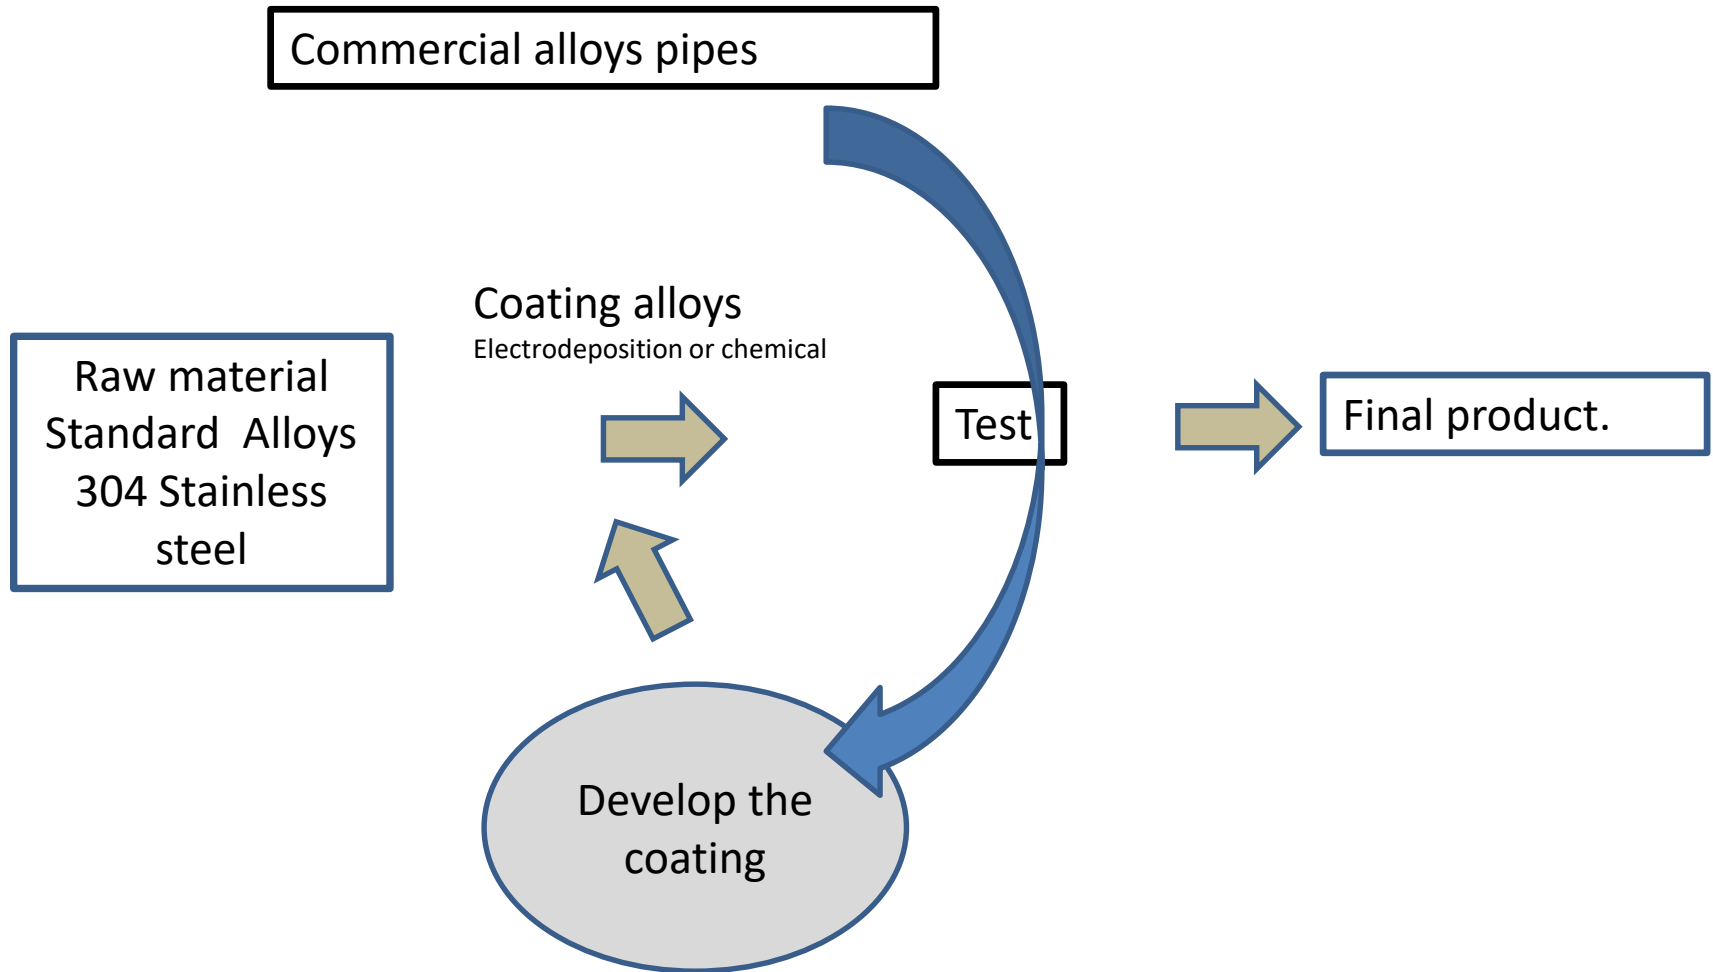 Commercial alloys pipes
Coating alloys
Electrodeposition or chemical
Raw material
Standard  Alloys
304 Stainless
steel
Test
Final product.
Develop the
coating